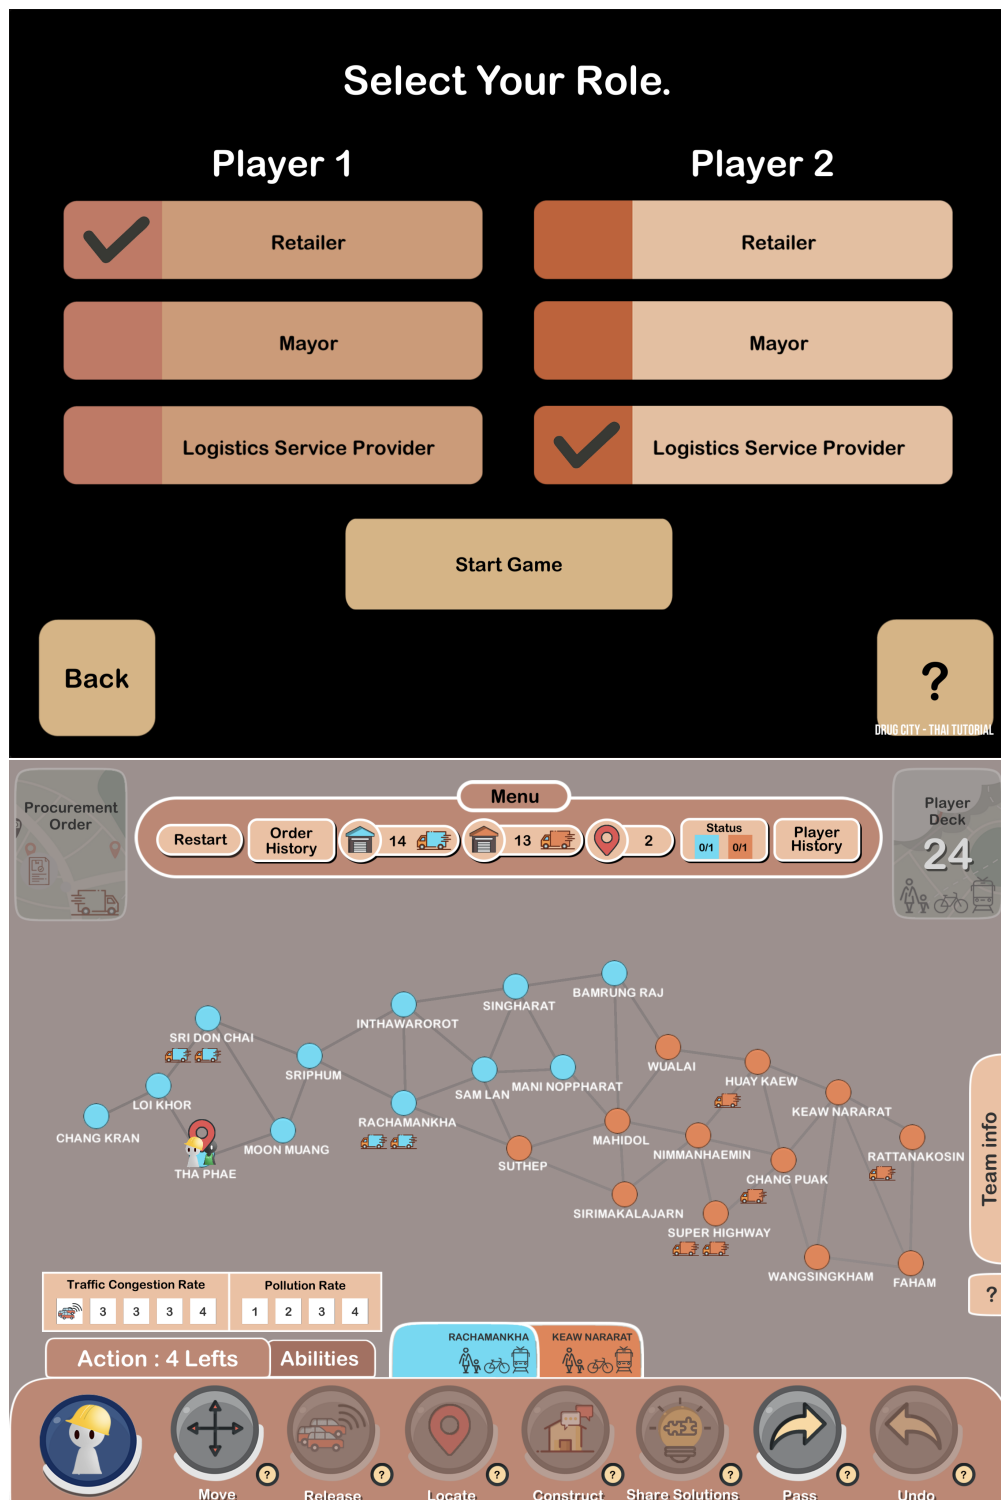 Select Your Role.
Player 1
Player 2
Retailer
Retailer
Mayor
Mayor
Logistics Service Provider
Logistics Service Provider
Start Game
Back
?
DRUG CITY - THAI TUTORIAL
Procurement
Order
Menu
Restart
Order
History
14
13
2
Status
0/1
0/1
Player
History
Player
Deck
24
BAMRUNG RAJ
SINGHARAT
INTHAWAROROT
SRI DON CHAI
SRIPHUM
WUALAI
HUAY KAEW
SAM LAN
MANI NOPPHARAT
LOI KHOR
KEAW NARARAT
RACHAMANKHA
CHANG KRAN
MOON MUANG
MAHIDOL
NIMMANHAEMIN
RATTANAKOSIN
THA PHAE
SUTHEP
CHANG PUAK
SIRIMAKALAJARN
SUPER HIGHWAY
WANGSINGKHAM
FAHAM
Team info
?
Traffic Congestion Rate
3 3 3 4
Pollution Rate
1 2 3 4
Action : 4 Lefts
Abilities
RACHAMANKHA
KEAW NARARAT
? ? ? ? ? ? ?
Move
Release
Locate
Construct
Share Solutions
Pass
Undo